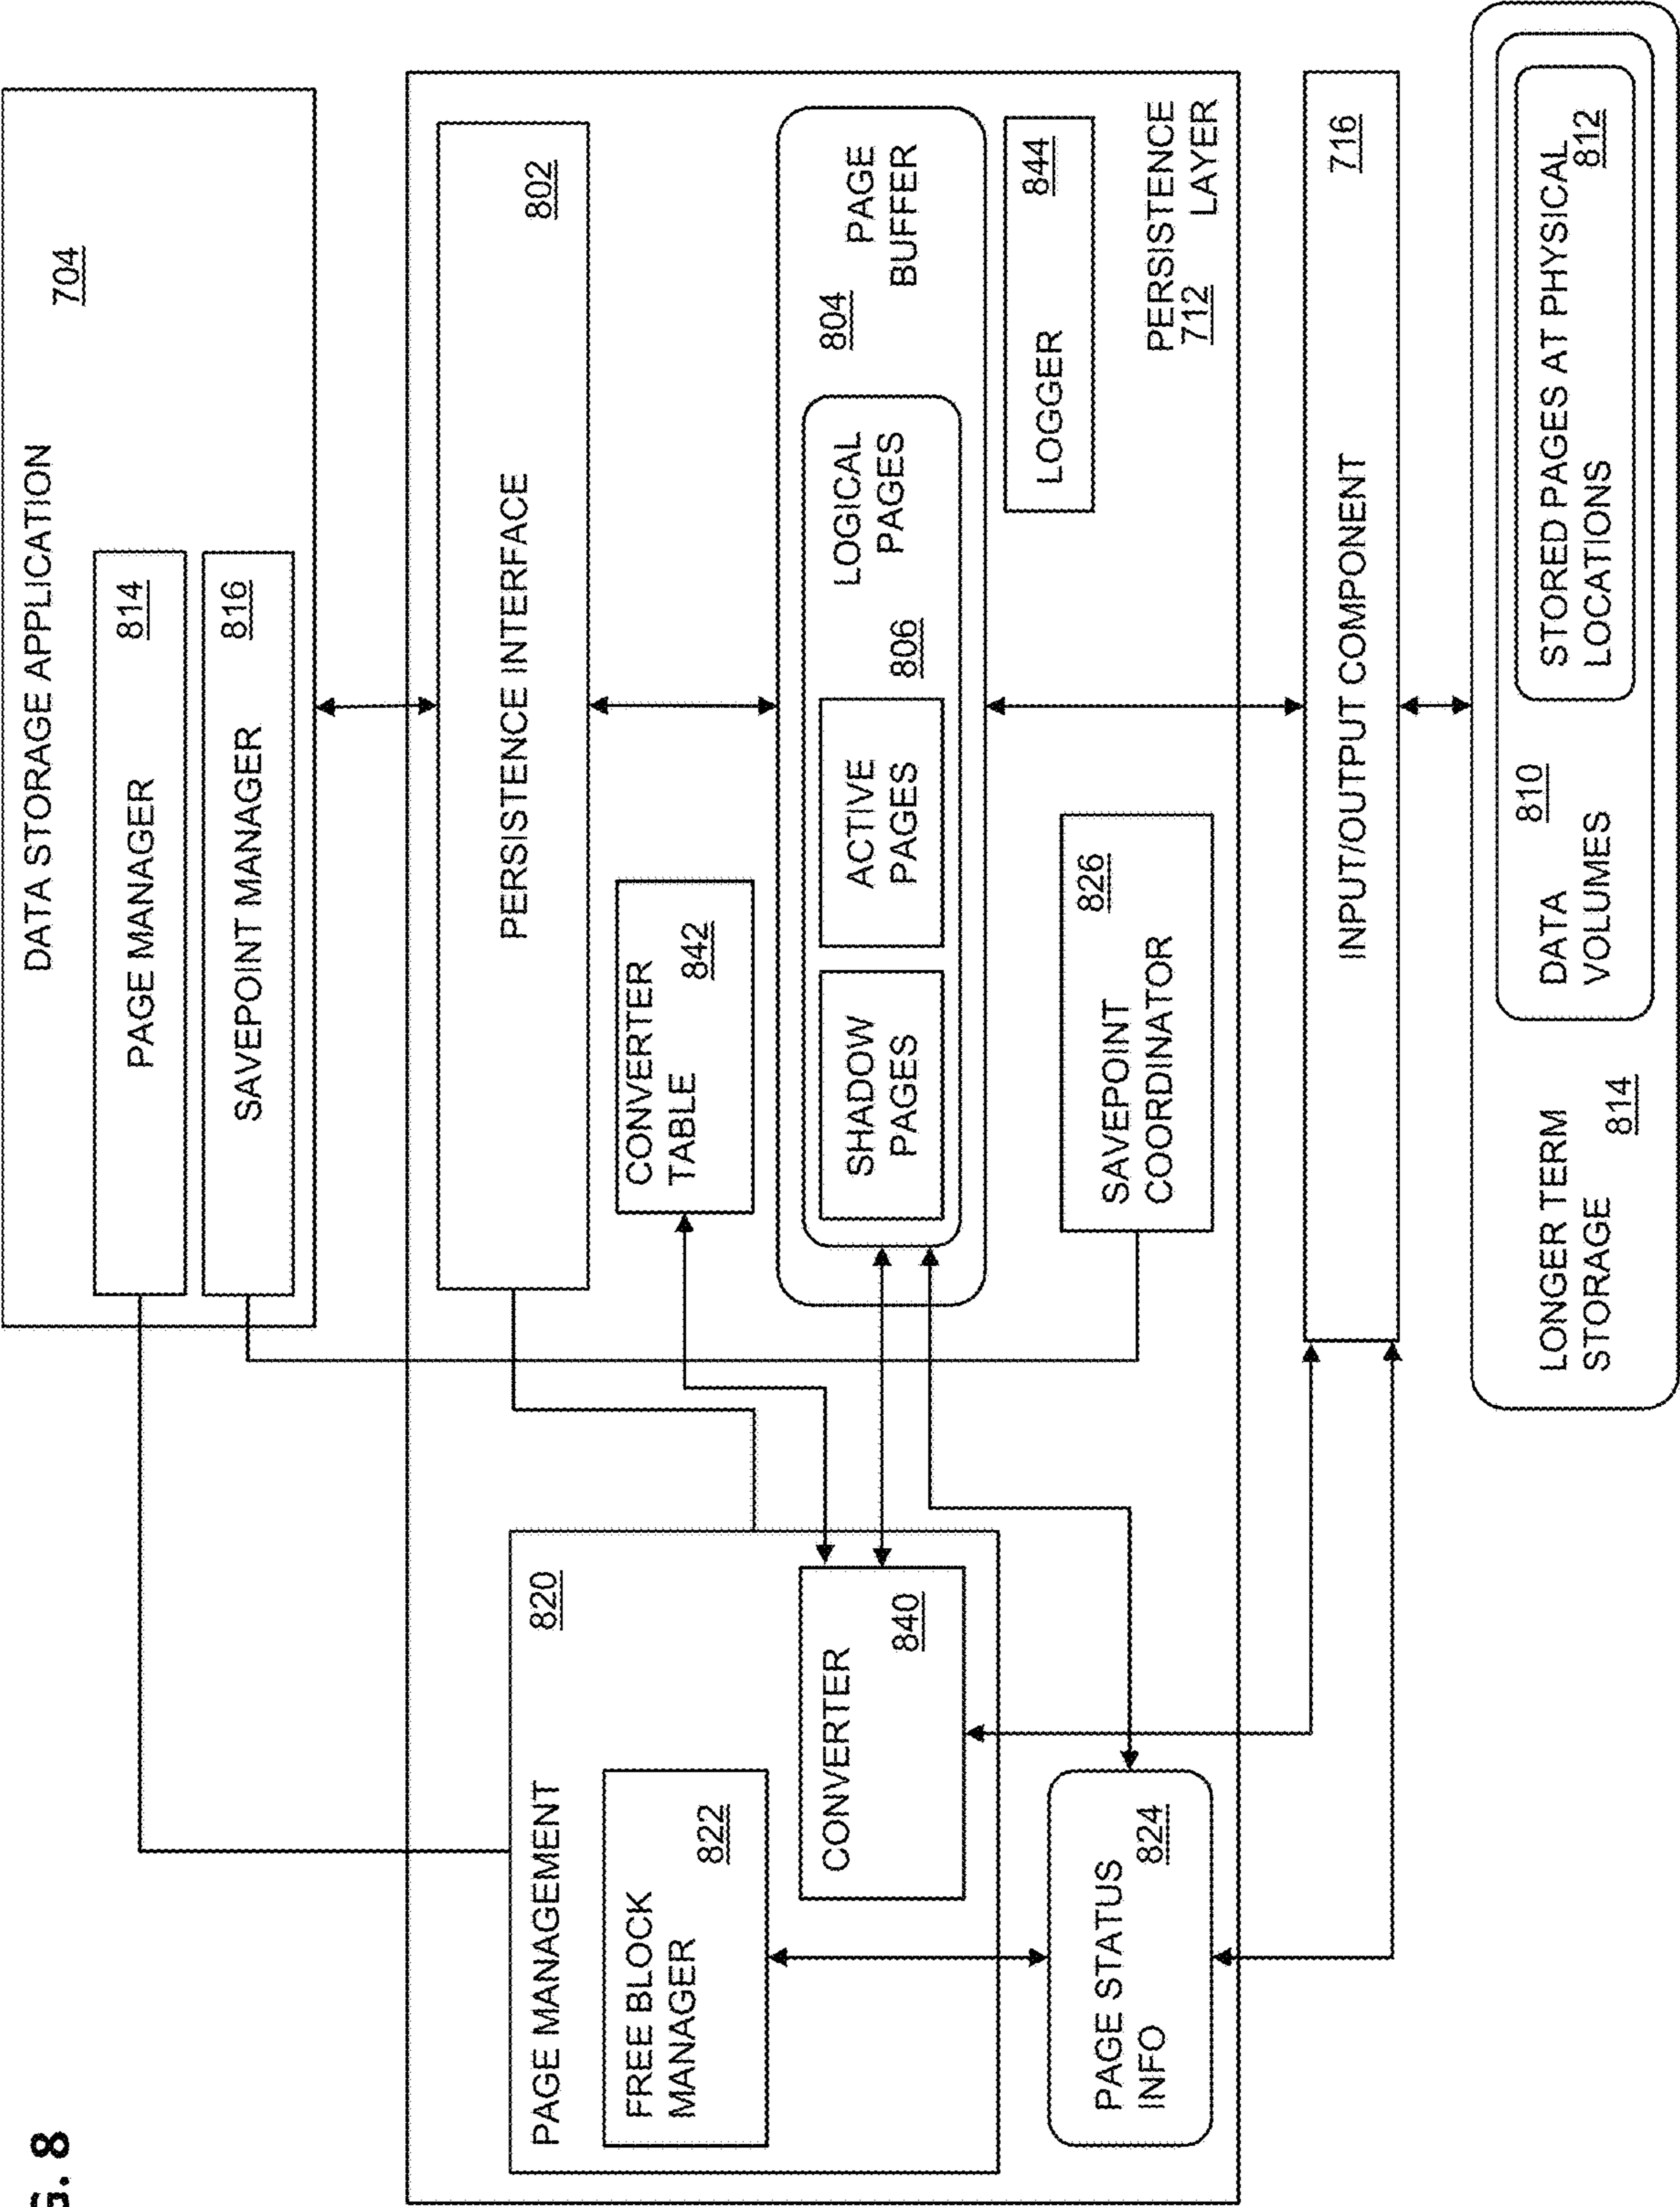 DATA STORAGE APPLICATION
704
PAGE MANAGER
814
SAVEPOINT MANAGER
816
PERSISTENCE INTERFACE
802
CONVERTER
TABLE
842
PAGE
BUFFER
804
LOGICAL
PAGES
806
SHADOW
PAGES
ACTIVE
PAGES
LOGGER
844
SAVEPOINT
COORDINATOR
826
PERSISTENCE
LAYER
712
PAGE MANAGEMENT
820
FREE BLOCK
MANAGER
822
CONVERTER
840
PAGE STATUS
INFO
824
INPUT/OUTPUT COMPONENT
716
LONGER TERM
STORAGE
814
DATA
VOLUMES
810
STORED PAGES AT PHYSICAL
LOCATIONS
812
G. 8